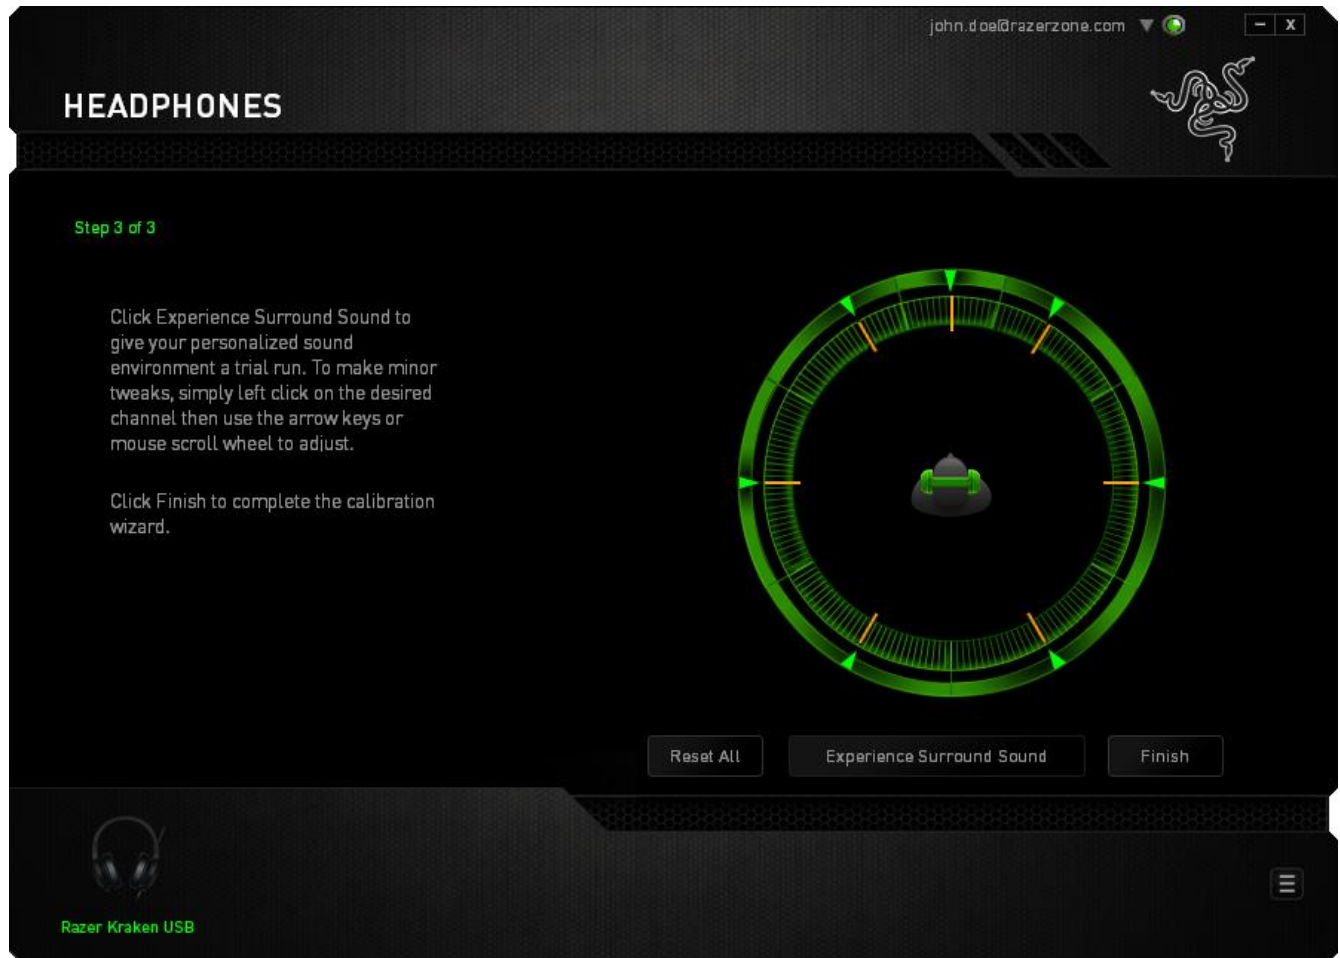 john.doe@razerzone.com
– X
HEADPHONES
Step 3 of 3
Click Experience Surround Sound to
give your personalized sound
environment a trial run. To make minor
tweaks, simply left click on the desired
channel then use the arrow keys or
mouse scroll wheel to adjust.
Click Finish to complete the calibration
wizard.
Reset All
Experience Surround Sound
Finish
Razer Kraken USB